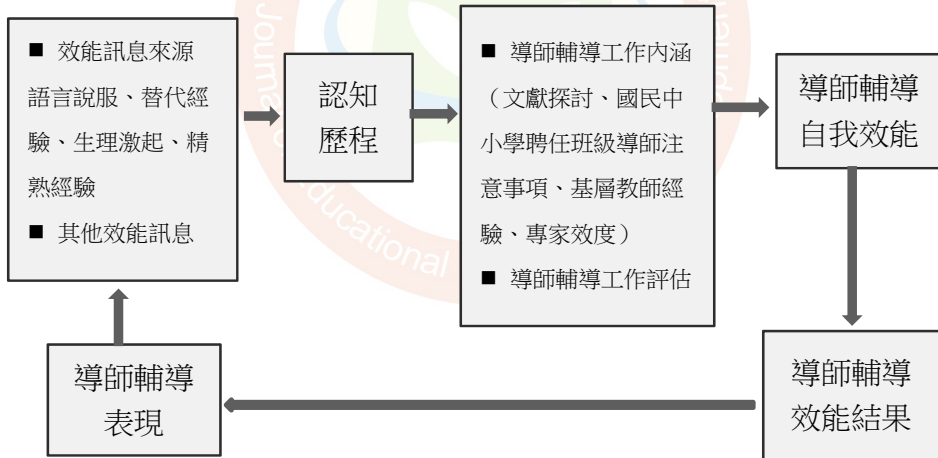 ■ 效能訊息來源
語言說服、替代經
驗、生理激起、精
熟經驗
■ 其他效能訊息
認知
歷程
■ 導師輔導工作內涵
（文獻探討、國民中
小學聘任班級導師注
意事項、基層教師經
驗、專家效度）
■ 導師輔導工作評估
導師輔導
自我效能
導師輔導
效能結果
導師輔導
表現
Educational